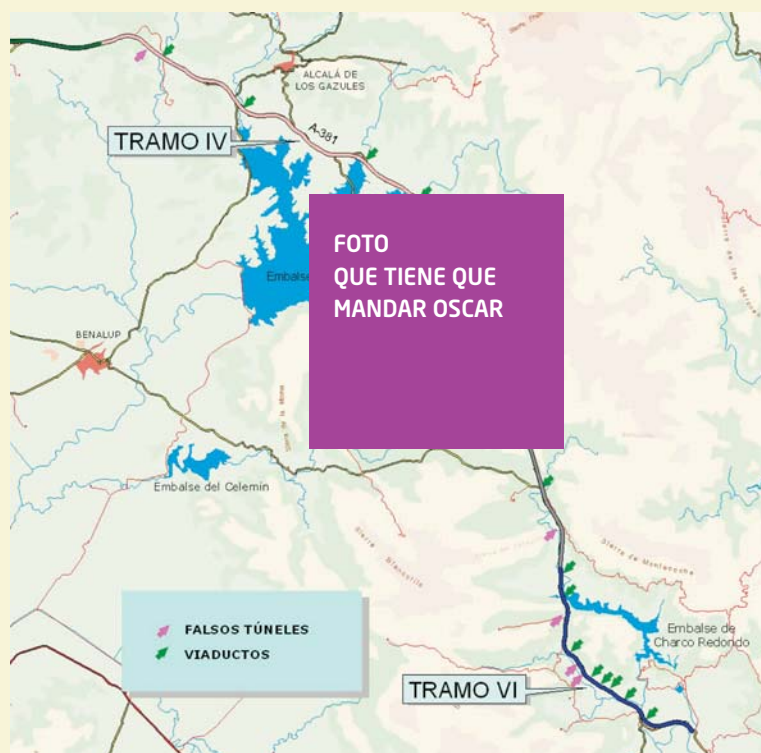 ALCALÁ DE
LOS GAZULES
TRAMO IV
A-381
FOTO
QUE TIENE QUE
MANDAR OSCAR
Embalse
BENALUP
Embalse del Celemín
Sierra de Montecoche
FALSOS TÚNELES
VIADUCTOS
Embalse de
Charco Redondo
TRAMO VI